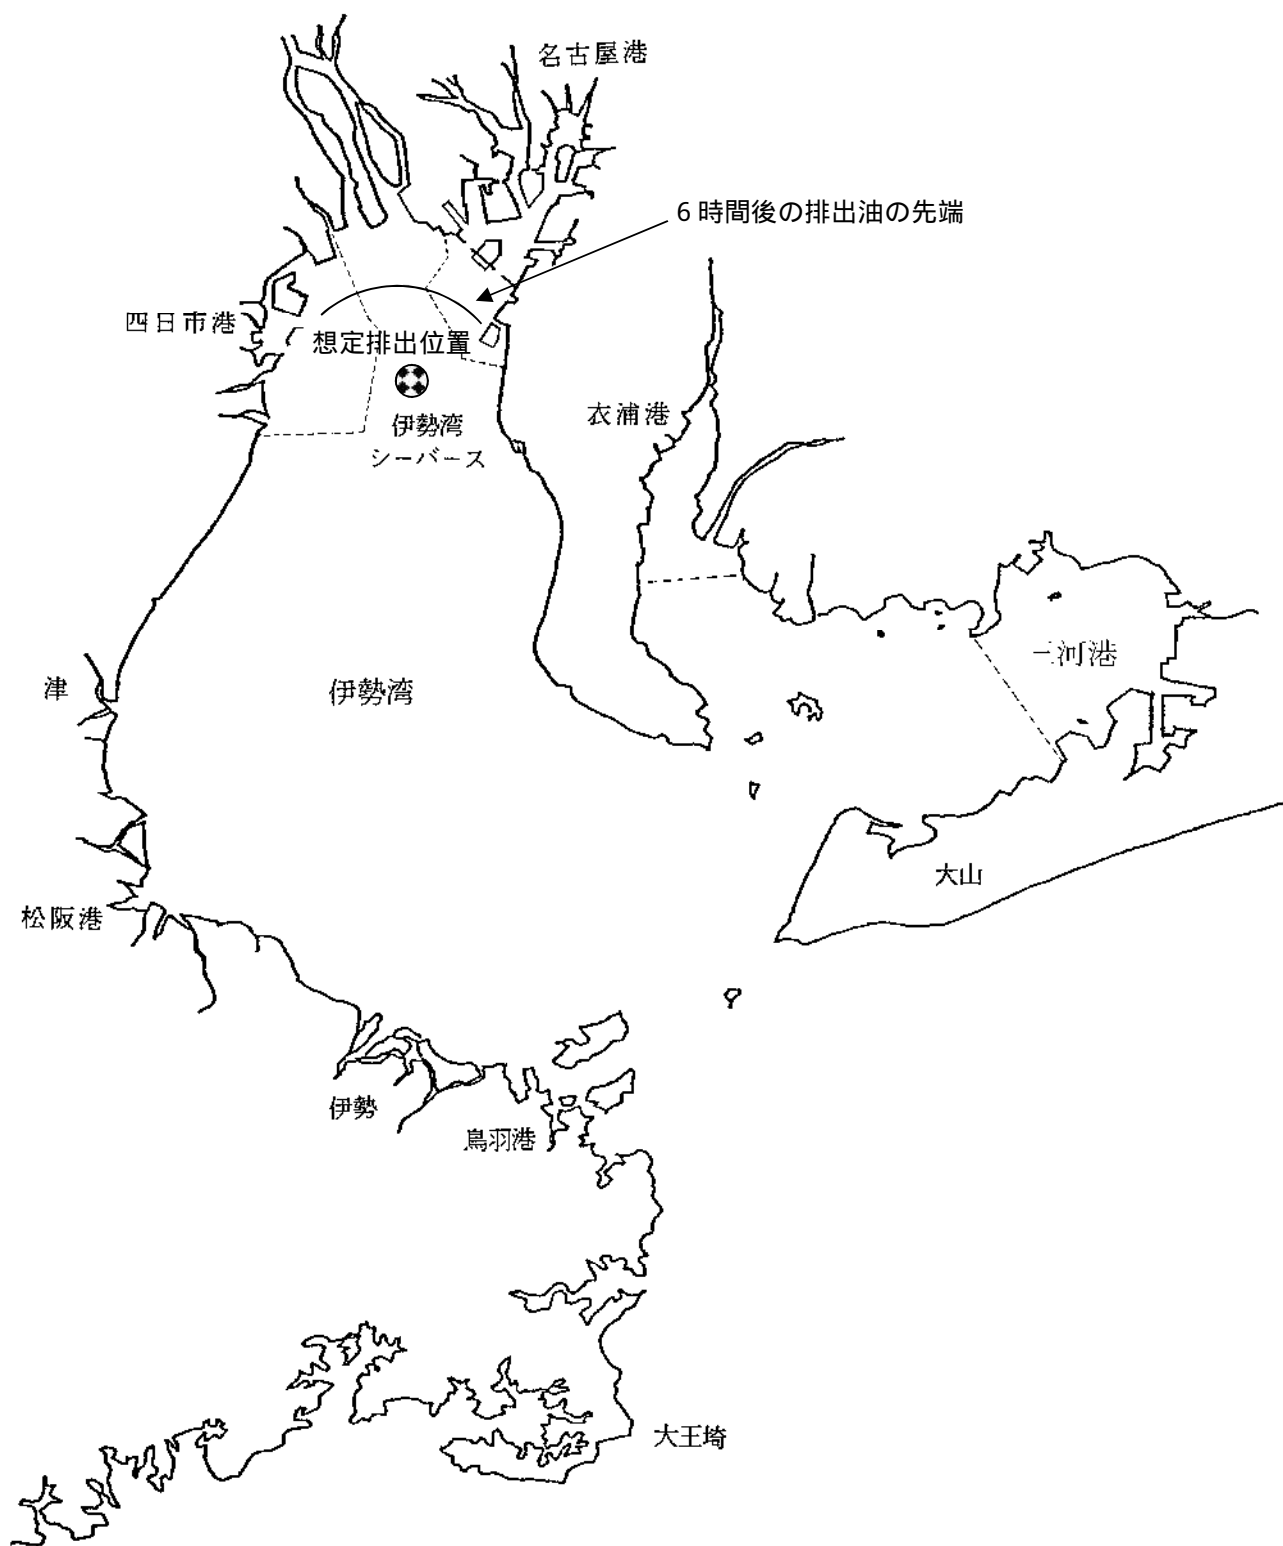 名古屋港
6時間後の排出油の先端
四日市港
想定排出位置
伊勢湾
シーバース
衣浦港
三河港
津
伊勢湾
大山
松阪港
伊勢
鳥羽港
大王埼